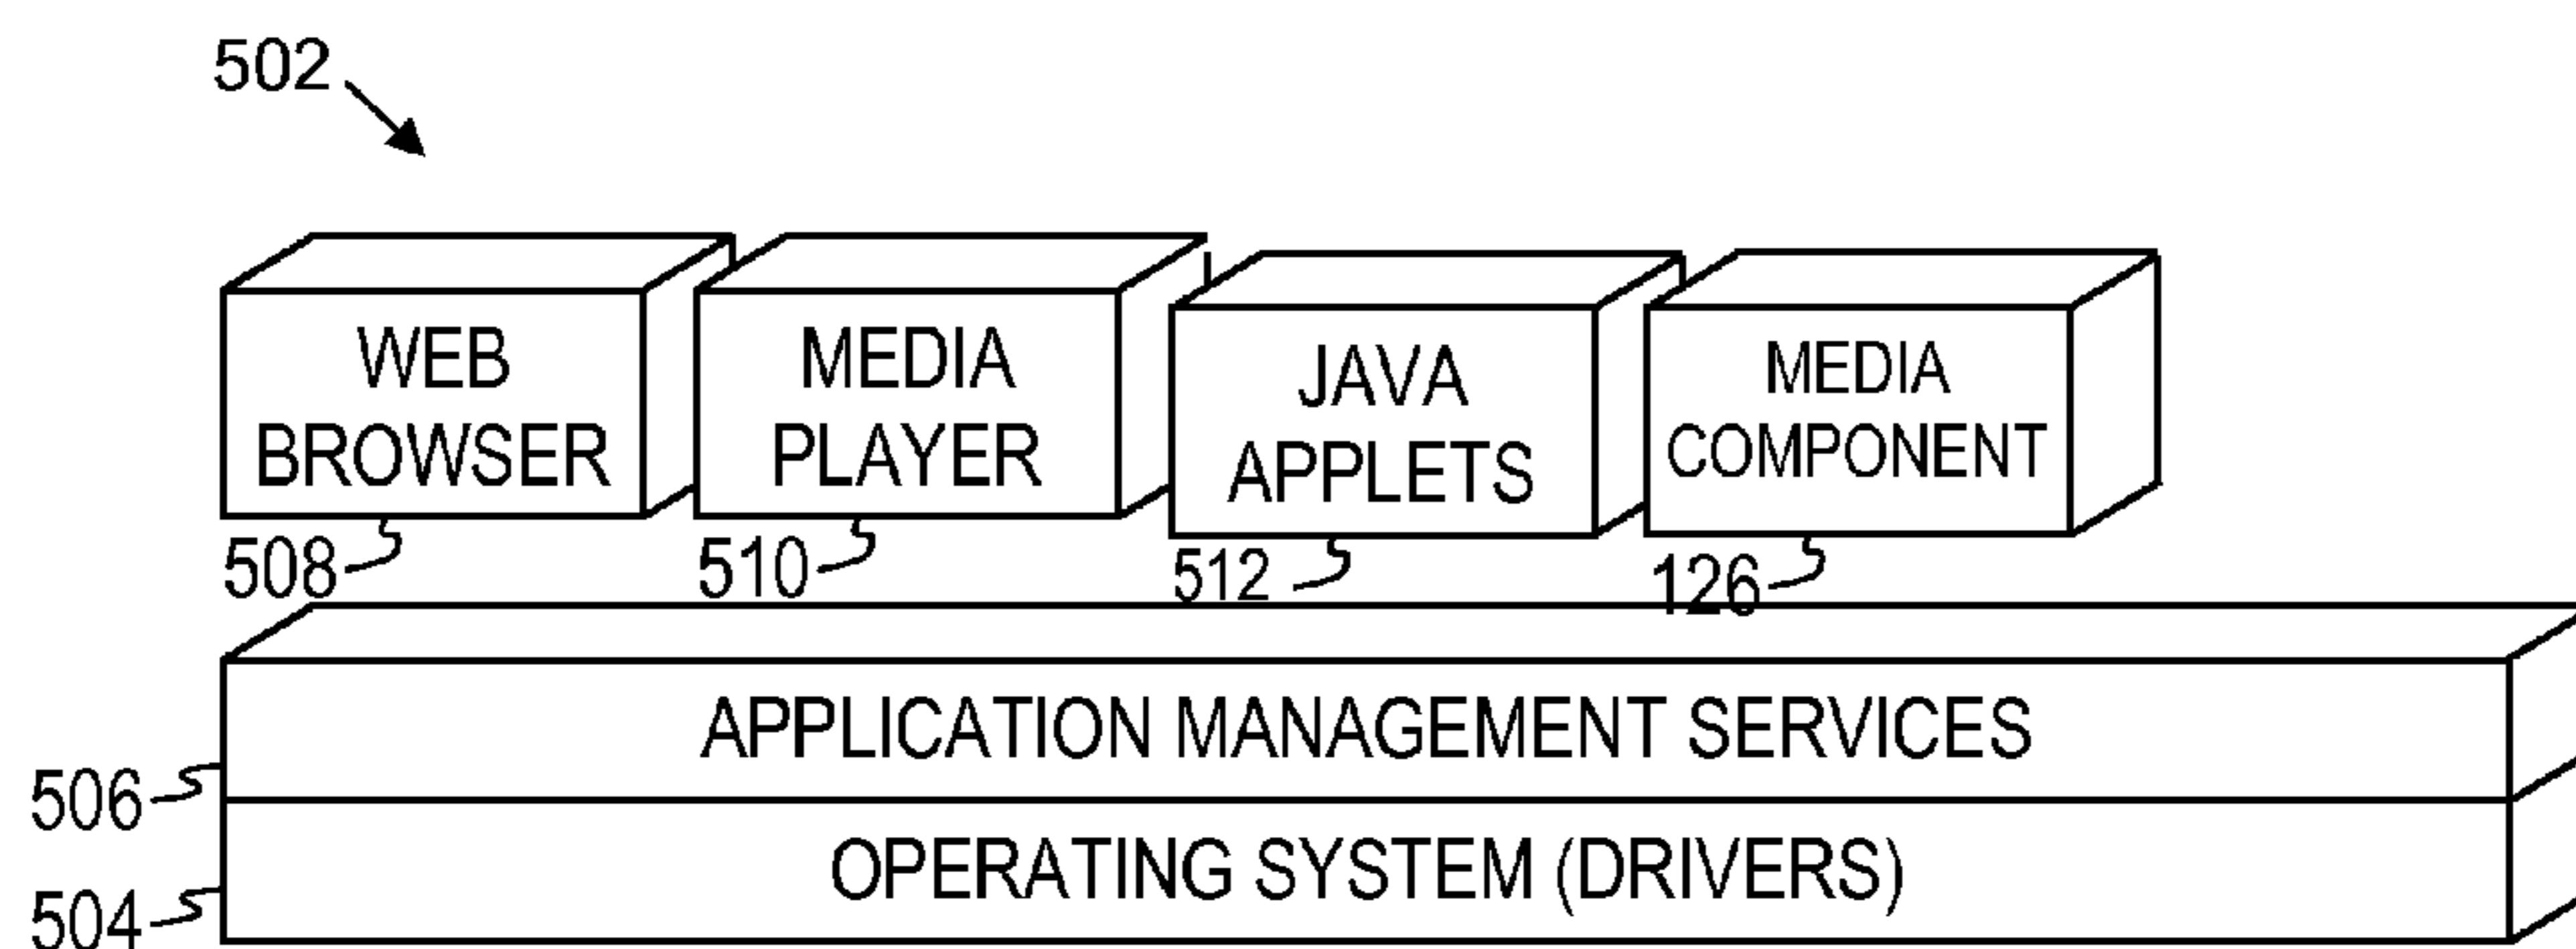 502
WEB
BROWSER
MEDIA
PLAYER
JAVA
APPLETS
MEDIA
COMPONENT
508
510
512
126
APPLICATION MANAGEMENT SERVICES
506
OPERATING SYSTEM (DRIVERS)
504